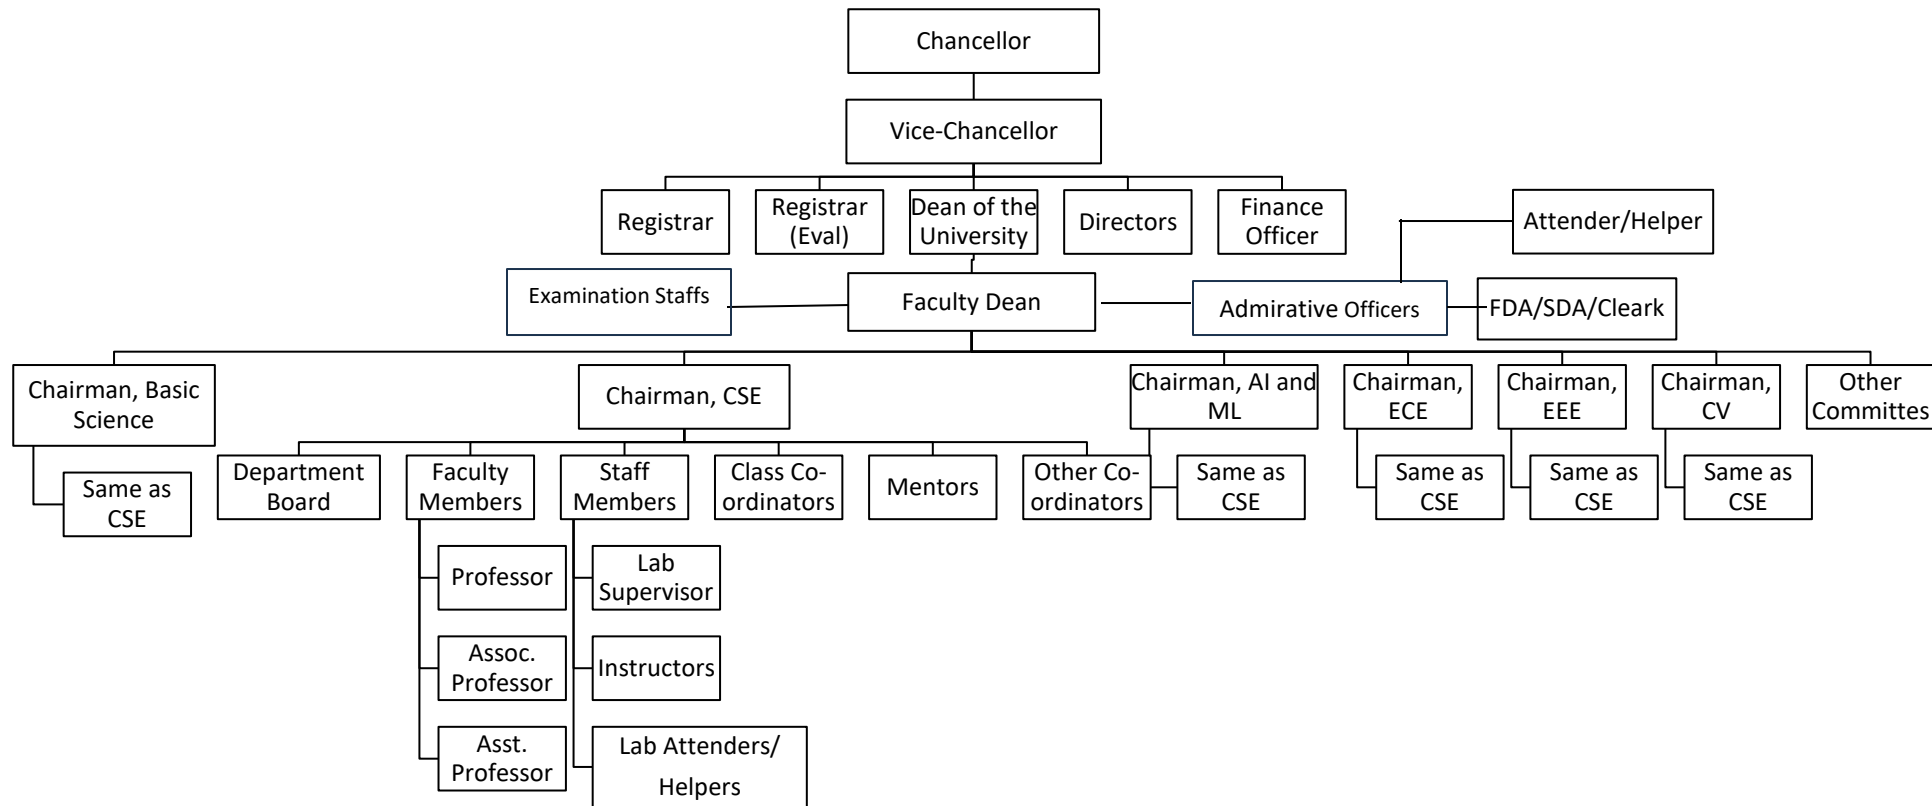 Chancellor
Vice-Chancellor
Registrar
Registrar
(Eval)
Dean of the
University
Directors
Finance
Officer
Attender/Helper
Examination Staffs
Faculty Dean
Admirative Officers
FDA/SDA/Cleark
Chairman, Basic
Science
Chairman, CSE
Chairman, AI and
ML
Chairman,
ECE
Chairman,
EEE
Chairman,
CV
Other
Committes
Same as
CSE
Department
Board
Faculty
Members
Staff
Members
Class Co-
ordinators
Mentors
Other Co-
ordinators
Same as
CSE
Same as
CSE
Same as
CSE
Same as
CSE
Professor
Lab
Supervisor
Assoc.
Professor
Instructors
Asst.
Professor
Lab Attenders/
Helpers